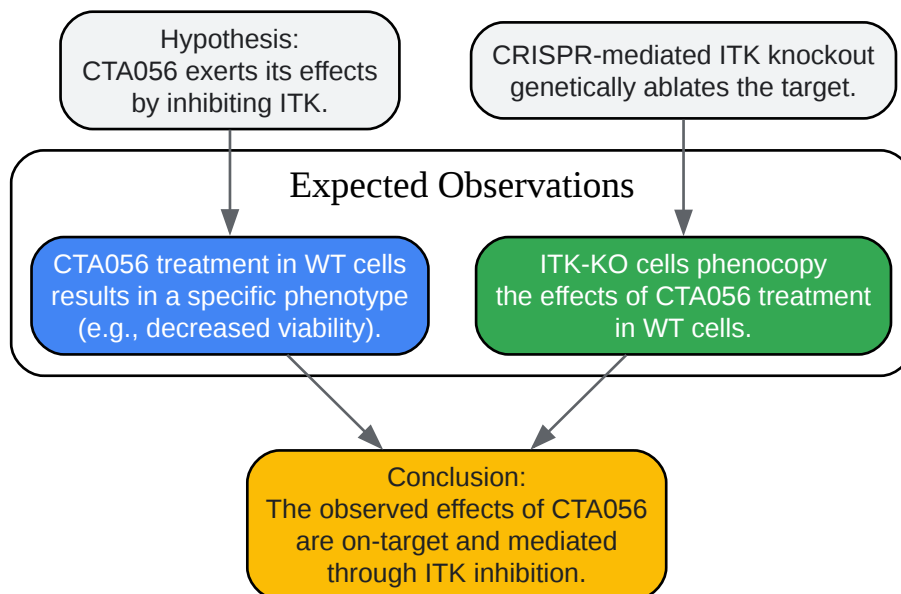 Hypothesis:
CTA056 exerts its effects
by inhibiting ITK.
CRISPR-mediated ITK knockout
genetically ablates the target.
Expected Observations
CTA056 treatment in WT cells
results in a specific phenotype
(e.g., decreased viability).
ITK-KO cells phenocopy
the effects of CTA056 treatment
in WT cells.
Conclusion:
The observed effects of CTA056
are on-target and mediated
through ITK inhibition.